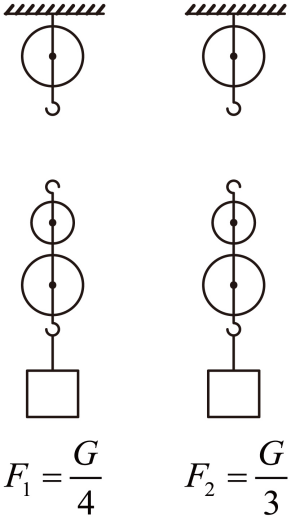 F₁ = G/4
F₂ = G/3